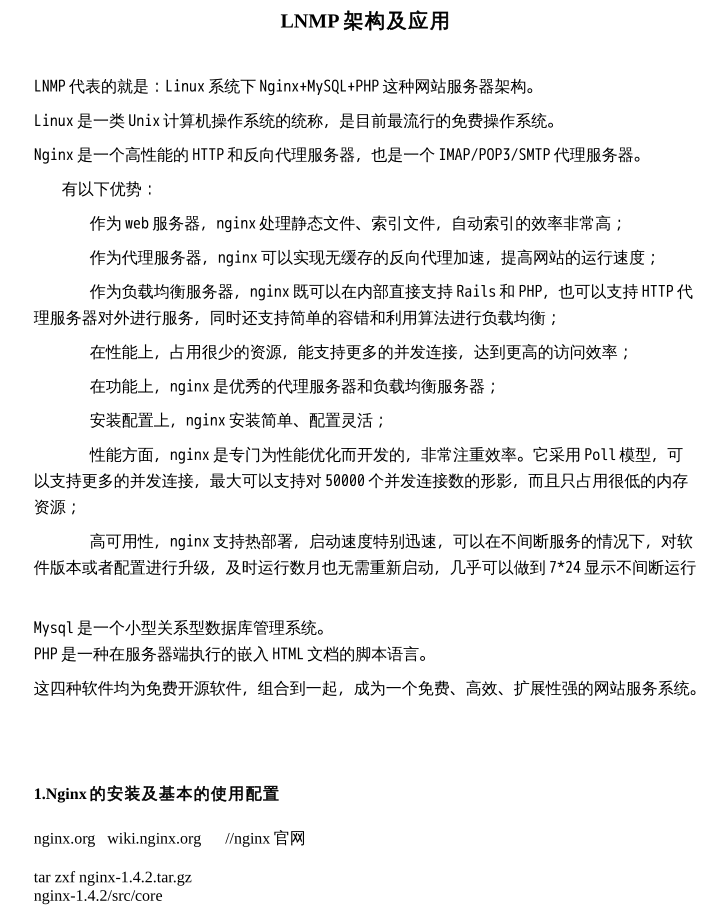 LNMP 架构及应用
LNMP 代表的就是：Linux 系统下 Nginx+MySQL+PHP 这种网站服务器架构。
Linux 是一类 Unix 计算机操作系统的统称，是目前最流行的免费操作系统。
Nginx 是一个高性能的 HTTP 和反向代理服务器，也是一个 IMAP/POP3/SMTP 代理服务器。
有以下优势：
作为 web 服务器，nginx 处理静态文件、索引文件，自动索引的效率非常高；
作为代理服务器，nginx 可以实现无缓存的反向代理加速，提高网站的运行速度；
作为负载均衡服务器，nginx 既可以在内部直接支持 Rails 和 PHP，也可以支持 HTTP 代
理服务器对外进行服务，同时还支持简单的容错和利用算法进行负载均衡；
在性能上，占用很少的资源，能支持更多的并发连接，达到更高的访问效率；
在功能上，nginx 是优秀的代理服务器和负载均衡服务器；
安装配置上，nginx 安装简单、配置灵活；
性能方面，nginx 是专门为性能优化而开发的，非常注重效率。它采用 Poll 模型，可
以支持更多的并发连接，最大可以支持对 50000 个并发连接数的形影，而且只占用很低的内存
资源；
高可用性，nginx 支持热部署，启动速度特别迅速，可以在不间断服务的情况下，对软
件版本或者配置进行升级，及时运行数月也无需重新启动，几乎可以做到 7*24 显示不间断运行
Mysql 是一个小型关系型数据库管理系统。
PHP 是一种在服务器端执行的嵌入 HTML 文档的脚本语言。
这四种软件均为免费开源软件，组合到一起，成为一个免费、高效、扩展性强的网站服务系统。
1.Nginx 的安装及基本的使用配置
nginx.org wiki.nginx.org //nginx 官网
tar zxf nginx-1.4.2.tar.gz
nginx-1.4.2/src/core